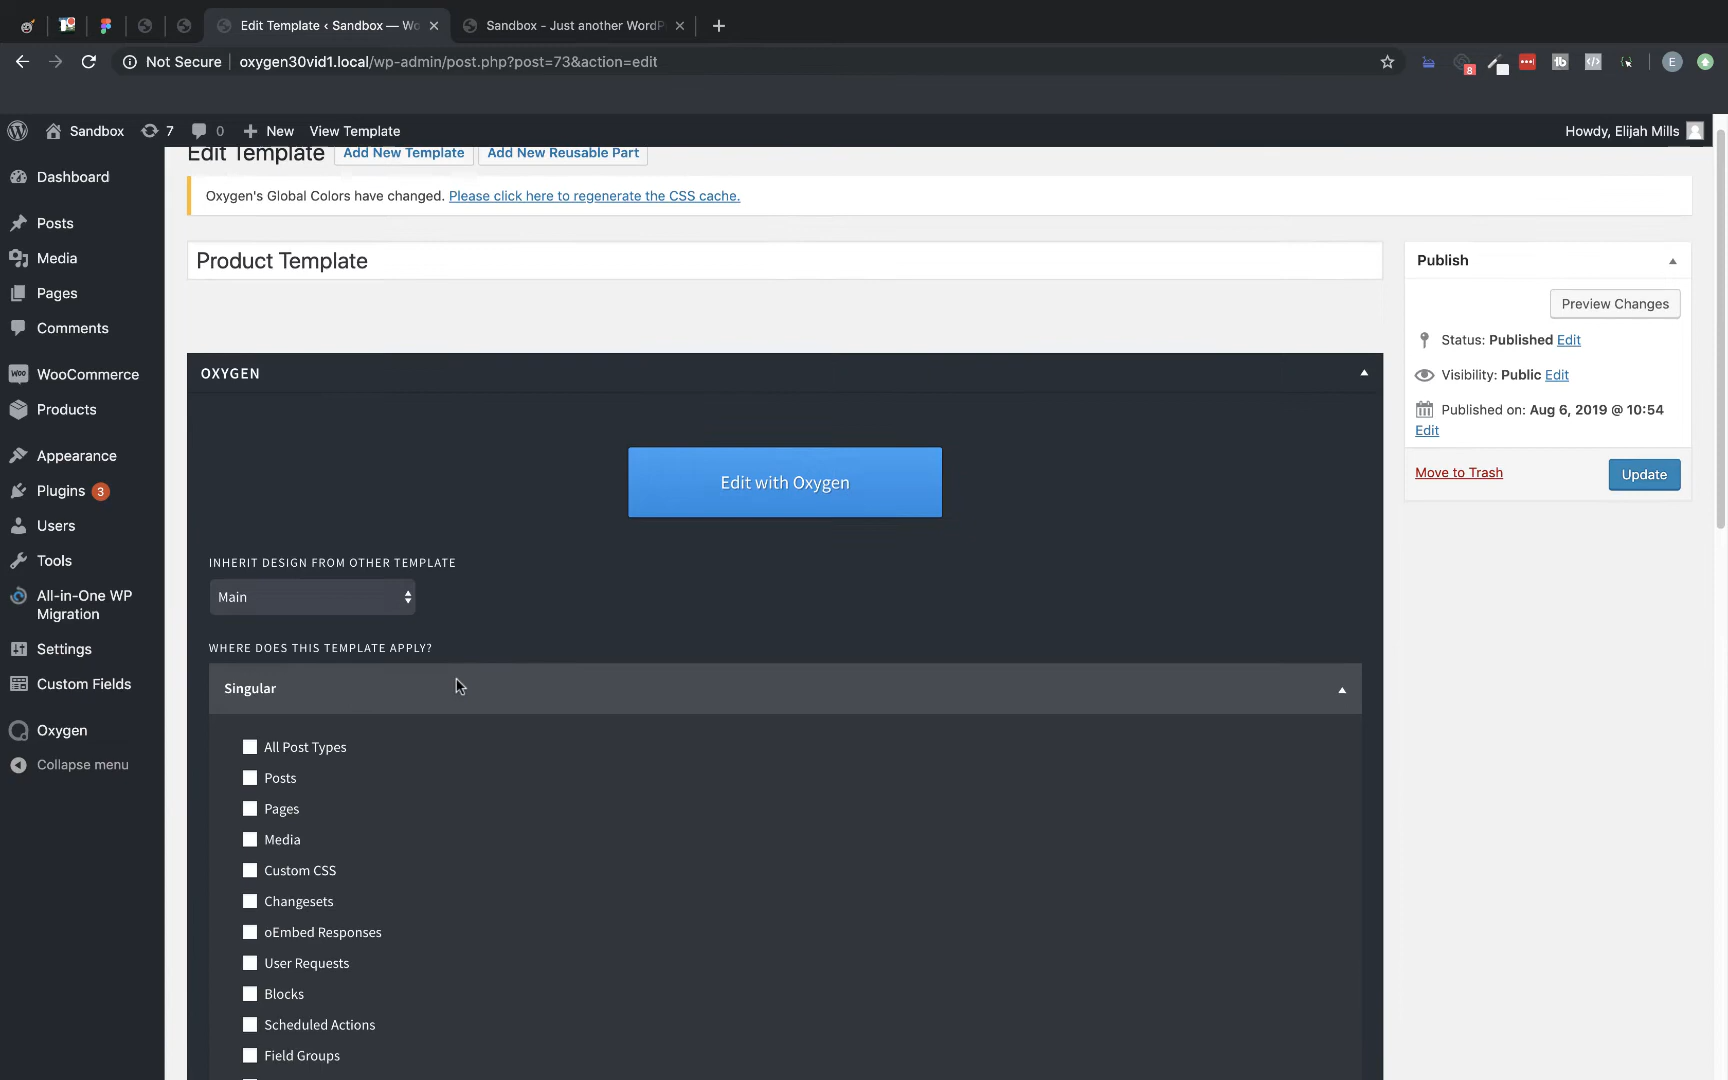 Edit Template ‹ Sandbox — Wo
Sandbox - Just another WordP
Not Secure
oxygen30vid1.local/wp-admin/post.php?post=73&action=edit
8
E
Sandbox
7
0
New
View Template
Howdy, Elijah Mills
Dashboard
Posts
Media
Pages
Comments
WooCommerce
Products
Appearance
Plugins 3
Users
Tools
All-in-One WP
Migration
Settings
Custom Fields
Oxygen
Collapse menu
Edit Template
Add New Template
Add New Reusable Part
Oxygen's Global Colors have changed. Please click here to regenerate the CSS cache.
Product Template
OXYGEN
Edit with Oxygen
INHERIT DESIGN FROM OTHER TEMPLATE
Main
WHERE DOES THIS TEMPLATE APPLY?
Singular
All Post Types
Posts
Pages
Media
Custom CSS
Changesets
oEmbed Responses
User Requests
Blocks
Scheduled Actions
Field Groups
Publish
Preview Changes
Status: Published Edit
Visibility: Public Edit
Published on: Aug 6, 2019 @ 10:54
Edit
Move to Trash
Update